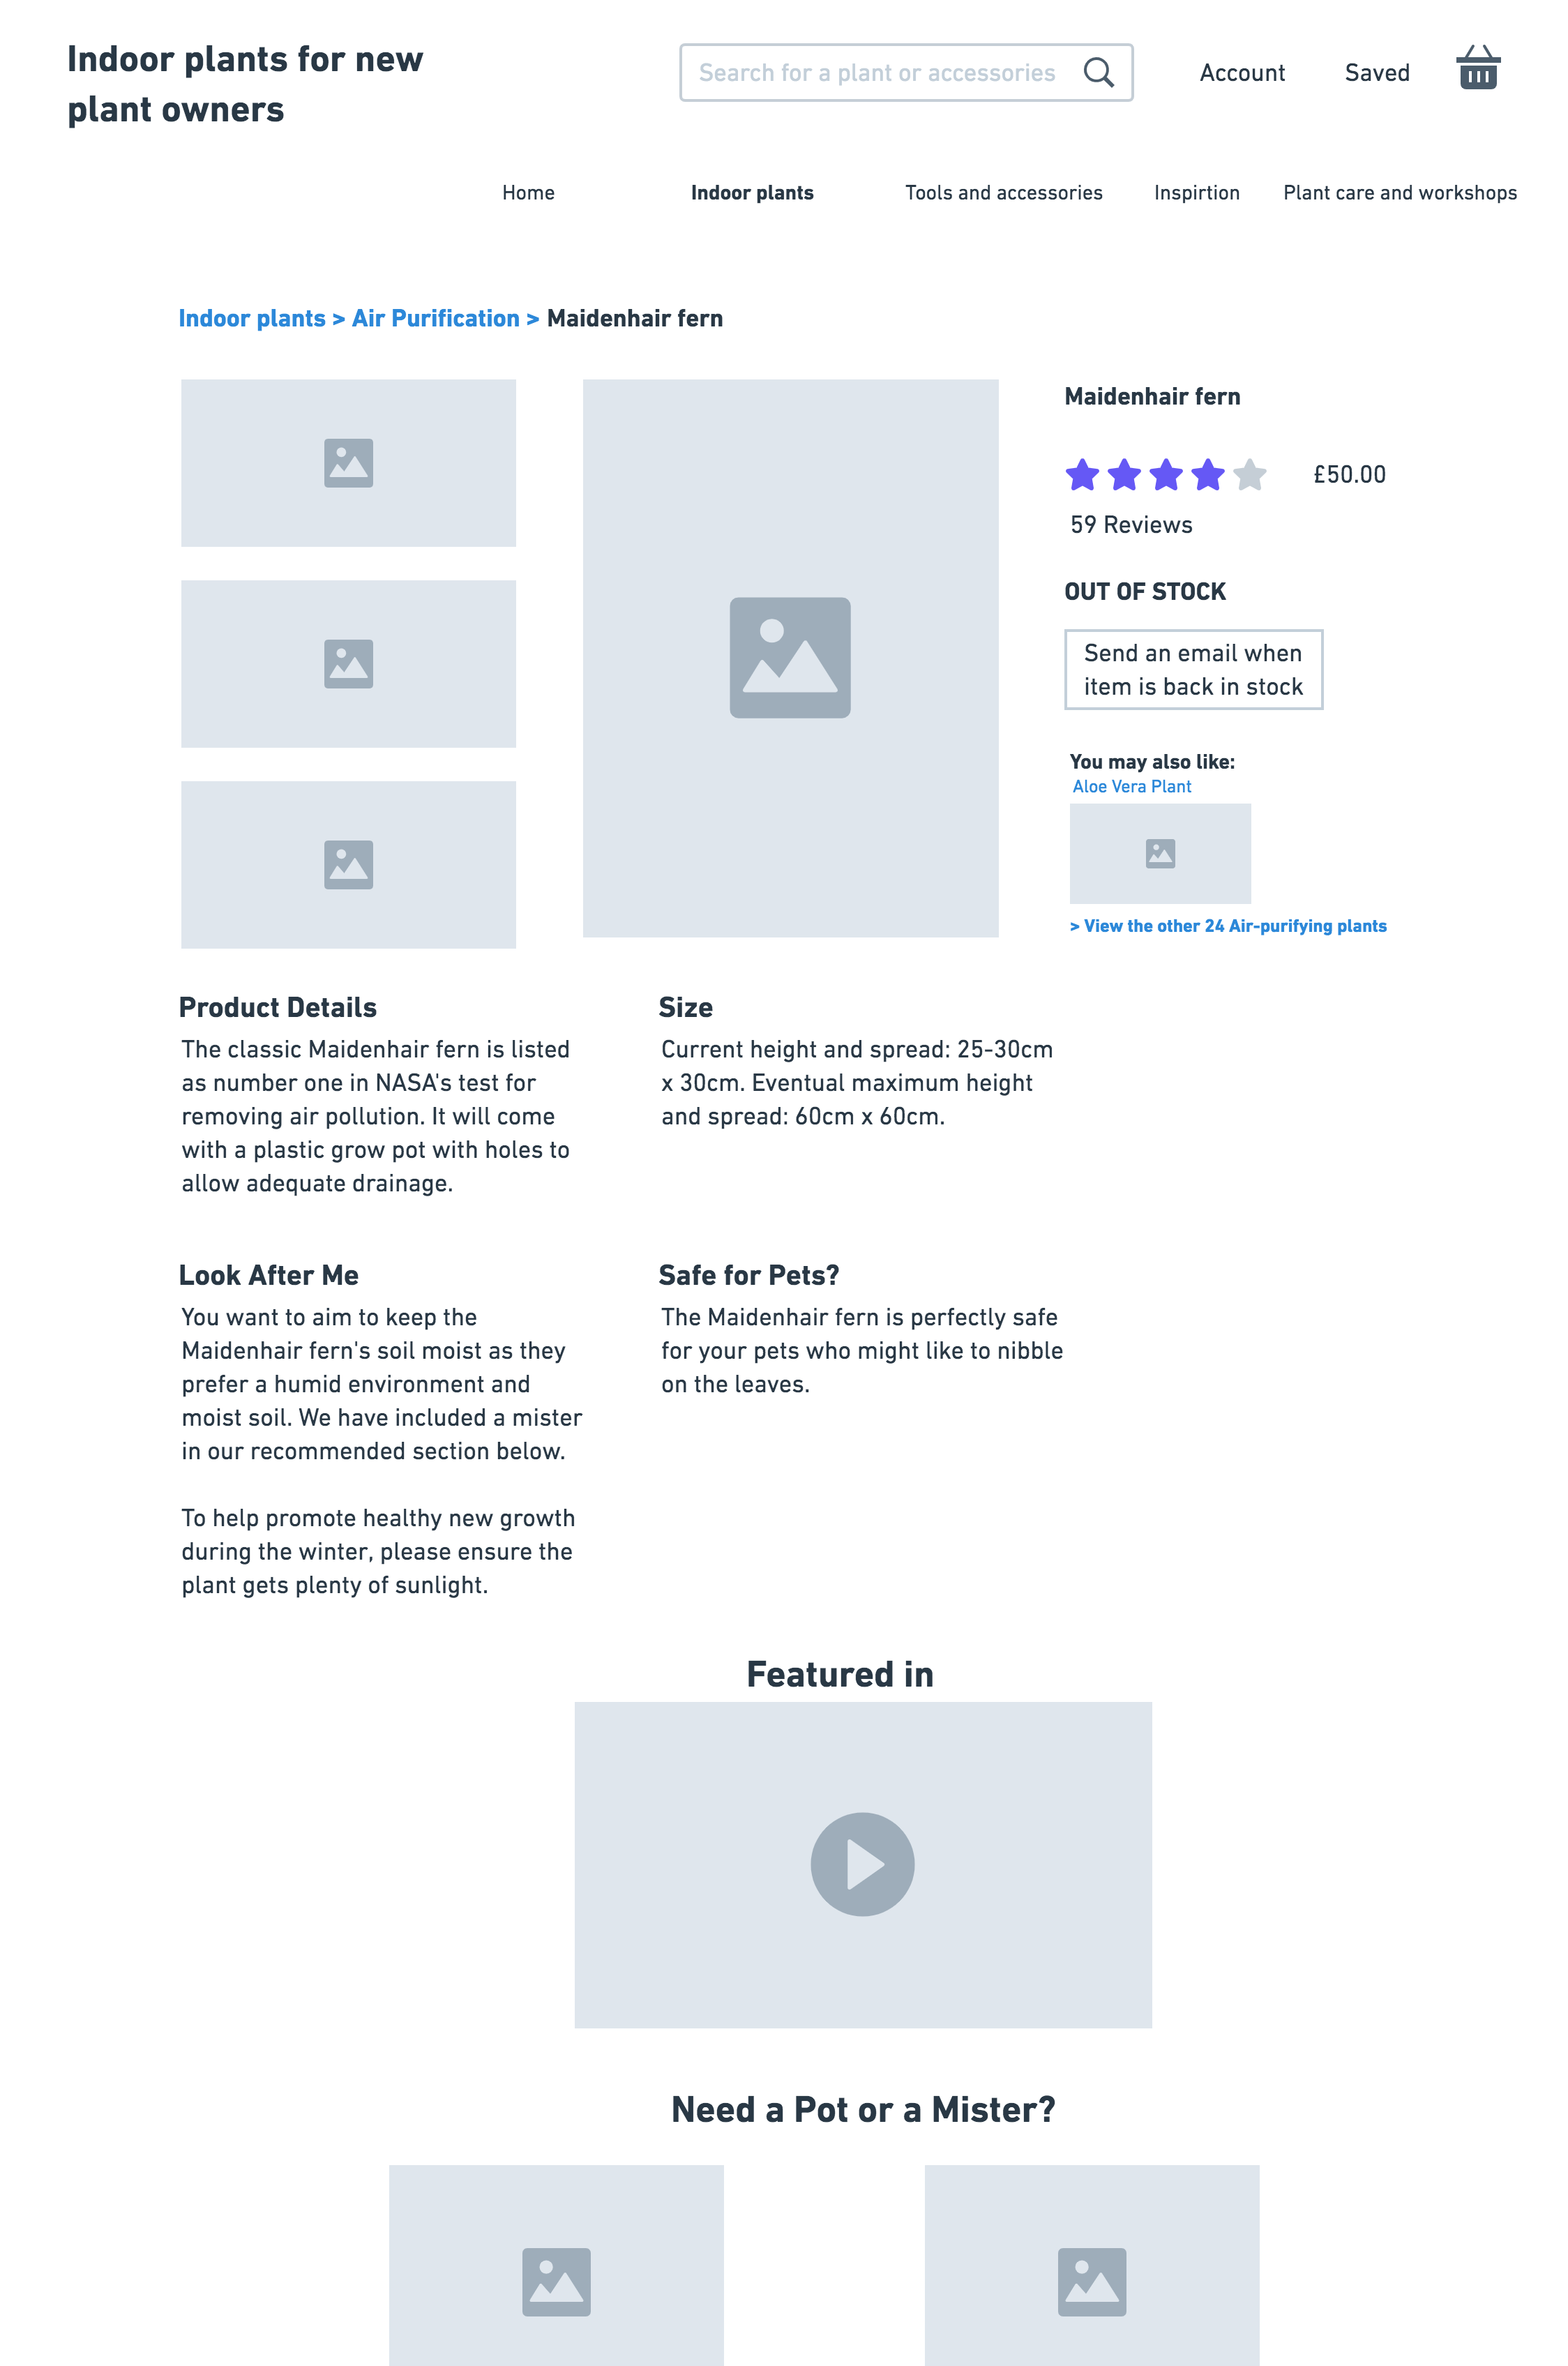 Indoor plants for new
plant owners
Search for a plant or accessories
Account
Saved
Home
Indoor plants
Tools and accessories
Inspirtion
Plant care and workshops
Indoor plants > Air Purification > Maidenhair fern
Maidenhair fern
£50.00
59 Reviews
OUT OF STOCK
Send an email when
item is back in stock
You may also like:
Aloe Vera Plant
> View the other 24 Air-purifying plants
Product Details
The classic Maidenhair fern is listed
as number one in NASA's test for
removing air pollution. It will come
with a plastic grow pot with holes to
allow adequate drainage.
Size
Current height and spread: 25-30cm
x 30cm. Eventual maximum height
and spread: 60cm x 60cm.
Look After Me
You want to aim to keep the
Maidenhair fern's soil moist as they
prefer a humid environment and
moist soil. We have included a mister
in our recommended section below.
To help promote healthy new growth
during the winter, please ensure the
plant gets plenty of sunlight.
Safe for Pets?
The Maidenhair fern is perfectly safe
for your pets who might like to nibble
on the leaves.
Featured in
Need a Pot or a Mister?